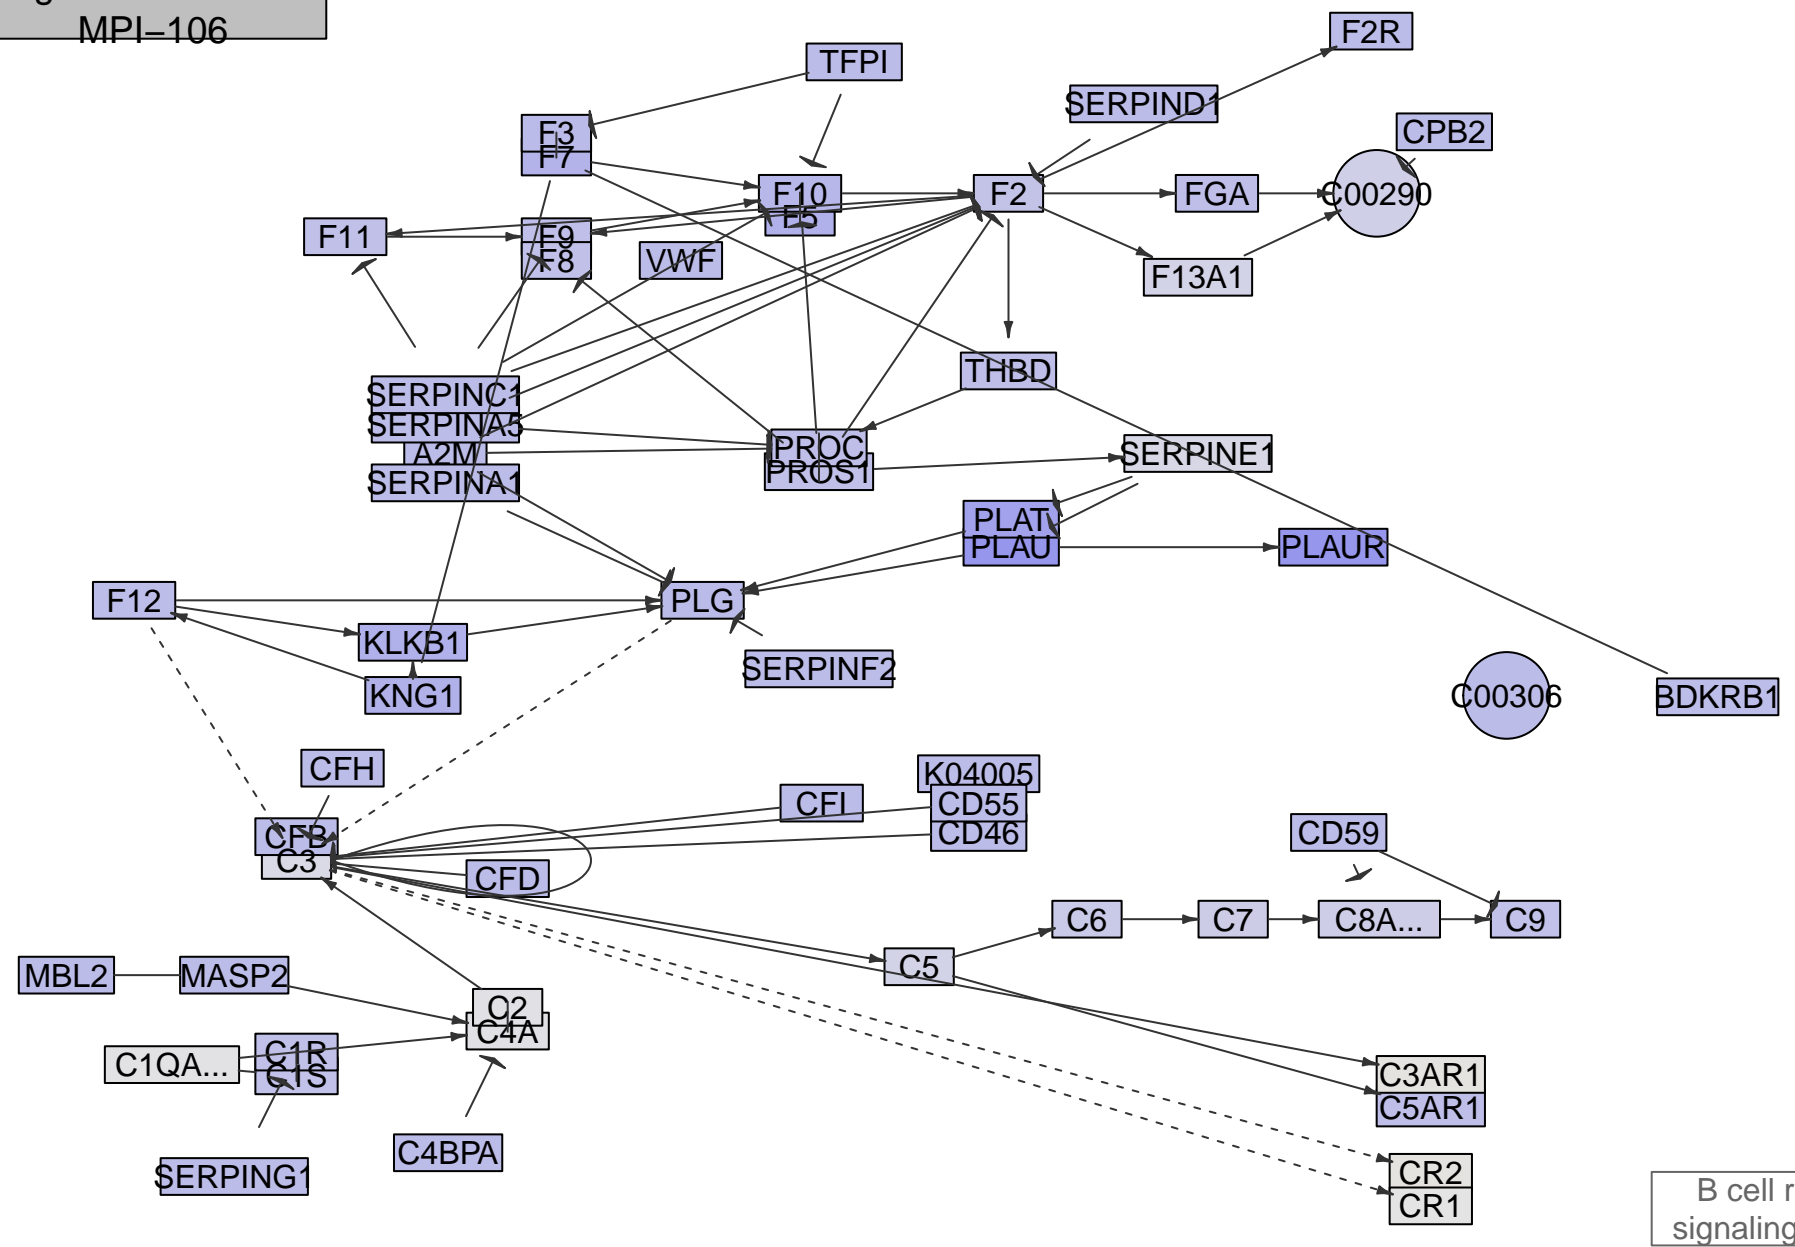 MPI–106
F2R
TFPI
SERPIND1
F3
CPB2
F7
F10
F2
FGA
C00290
F5
F11
F9
F8
VWF
F13A1
THBD
SERPINC1
SERPINA5
A2M
PROC
SERPINE1
PROS1
SERPINA1
PLAT
PLAU
PLAUR
F12
PLG
KLKB1
SERPINF2
KNG1
C00306
BDKRB1
CFH
K04005
CFI
CD55
CFB
CD46
CD59
C3
CFD
C6
C7
C8A...
C9
C5
MBL2
MASP2
C2
C4A
C1R
C1QA...
C1S
C3AR1
C5AR1
C4BPA
SERPING1
CR2
CR1
B cell r
signaling